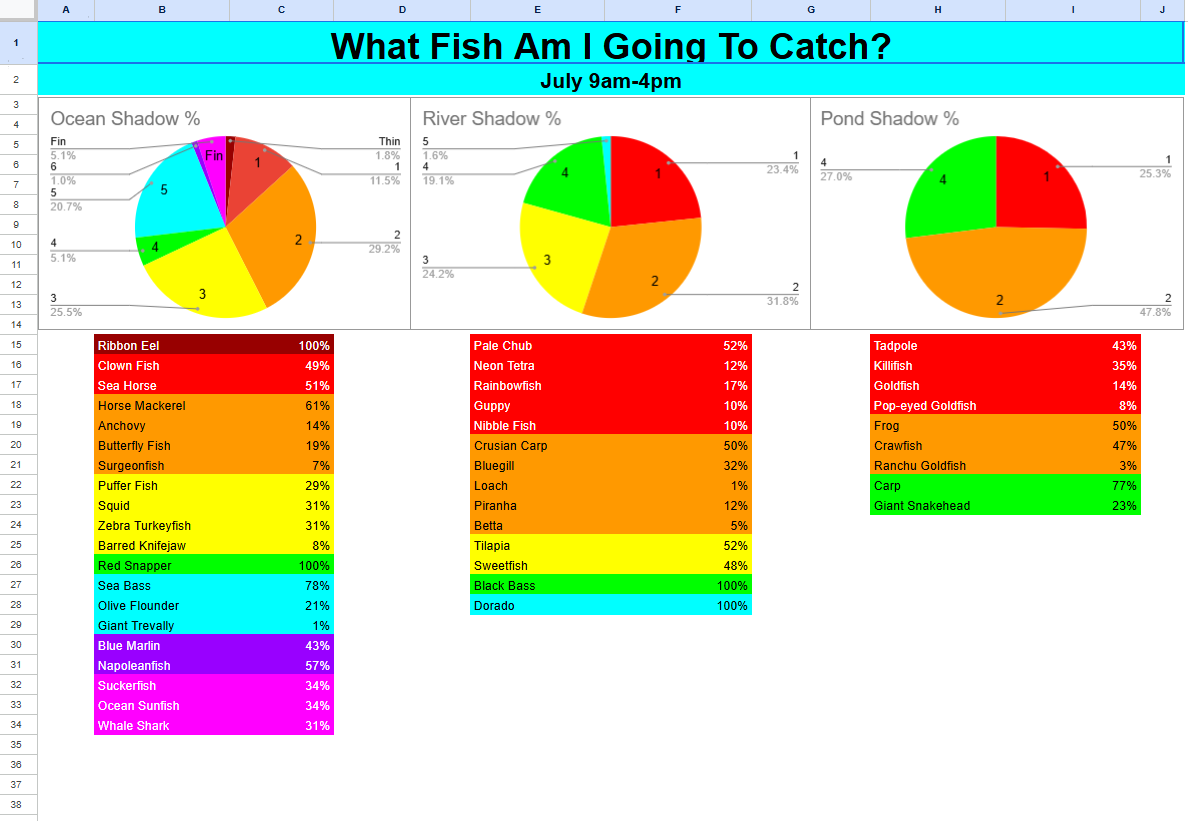 A B C D E F G H I J
1 What Fish Am I Going To Catch?
2 July 9am-4pm
3
4
5
6
7
8
9
10
11
12
13
14
Ocean Shadow %
Fin
5.1%
6
1.0%
5
20.7%
4
5.1%
3
25.5%
Thin
1.8%
1
11.5%
2
29.2%
Fin
1
5
2
4
3
River Shadow %
5
1.6%
4
19.1%
3
24.2%
1
23.4%
2
31.8%
4
1
3
2
Pond Shadow %
4
27.0%
1
25.3%
2
47.8%
4
1
2
15 Ribbon Eel 100% Pale Chub 52% Tadpole 43%
16 Clown Fish 49% Neon Tetra 12% Killifish 35%
17 Sea Horse 51% Rainbowfish 17% Goldfish 14%
18 Horse Mackerel 61% Guppy 10% Pop-eyed Goldfish 8%
19 Anchovy 14% Nibble Fish 10% Frog 50%
20 Butterfly Fish 19% Crusian Carp 50% Crawfish 47%
21 Surgeonfish 7% Bluegill 32% Ranchu Goldfish 3%
22 Puffer Fish 29% Loach 1% Carp 77%
23 Squid 31% Piranha 12% Giant Snakehead 23%
24 Zebra Turkeyfish 31% Betta 5%
25 Barred Knifejaw 8% Tilapia 52%
26 Red Snapper 100% Sweetfish 48%
27 Sea Bass 78% Black Bass 100%
28 Olive Flounder 21% Dorado 100%
29 Giant Trevally 1%
30 Blue Marlin 43%
31 Napoleanfish 57%
32 Suckerfish 34%
33 Ocean Sunfish 34%
34 Whale Shark 31%
35
36
37
38